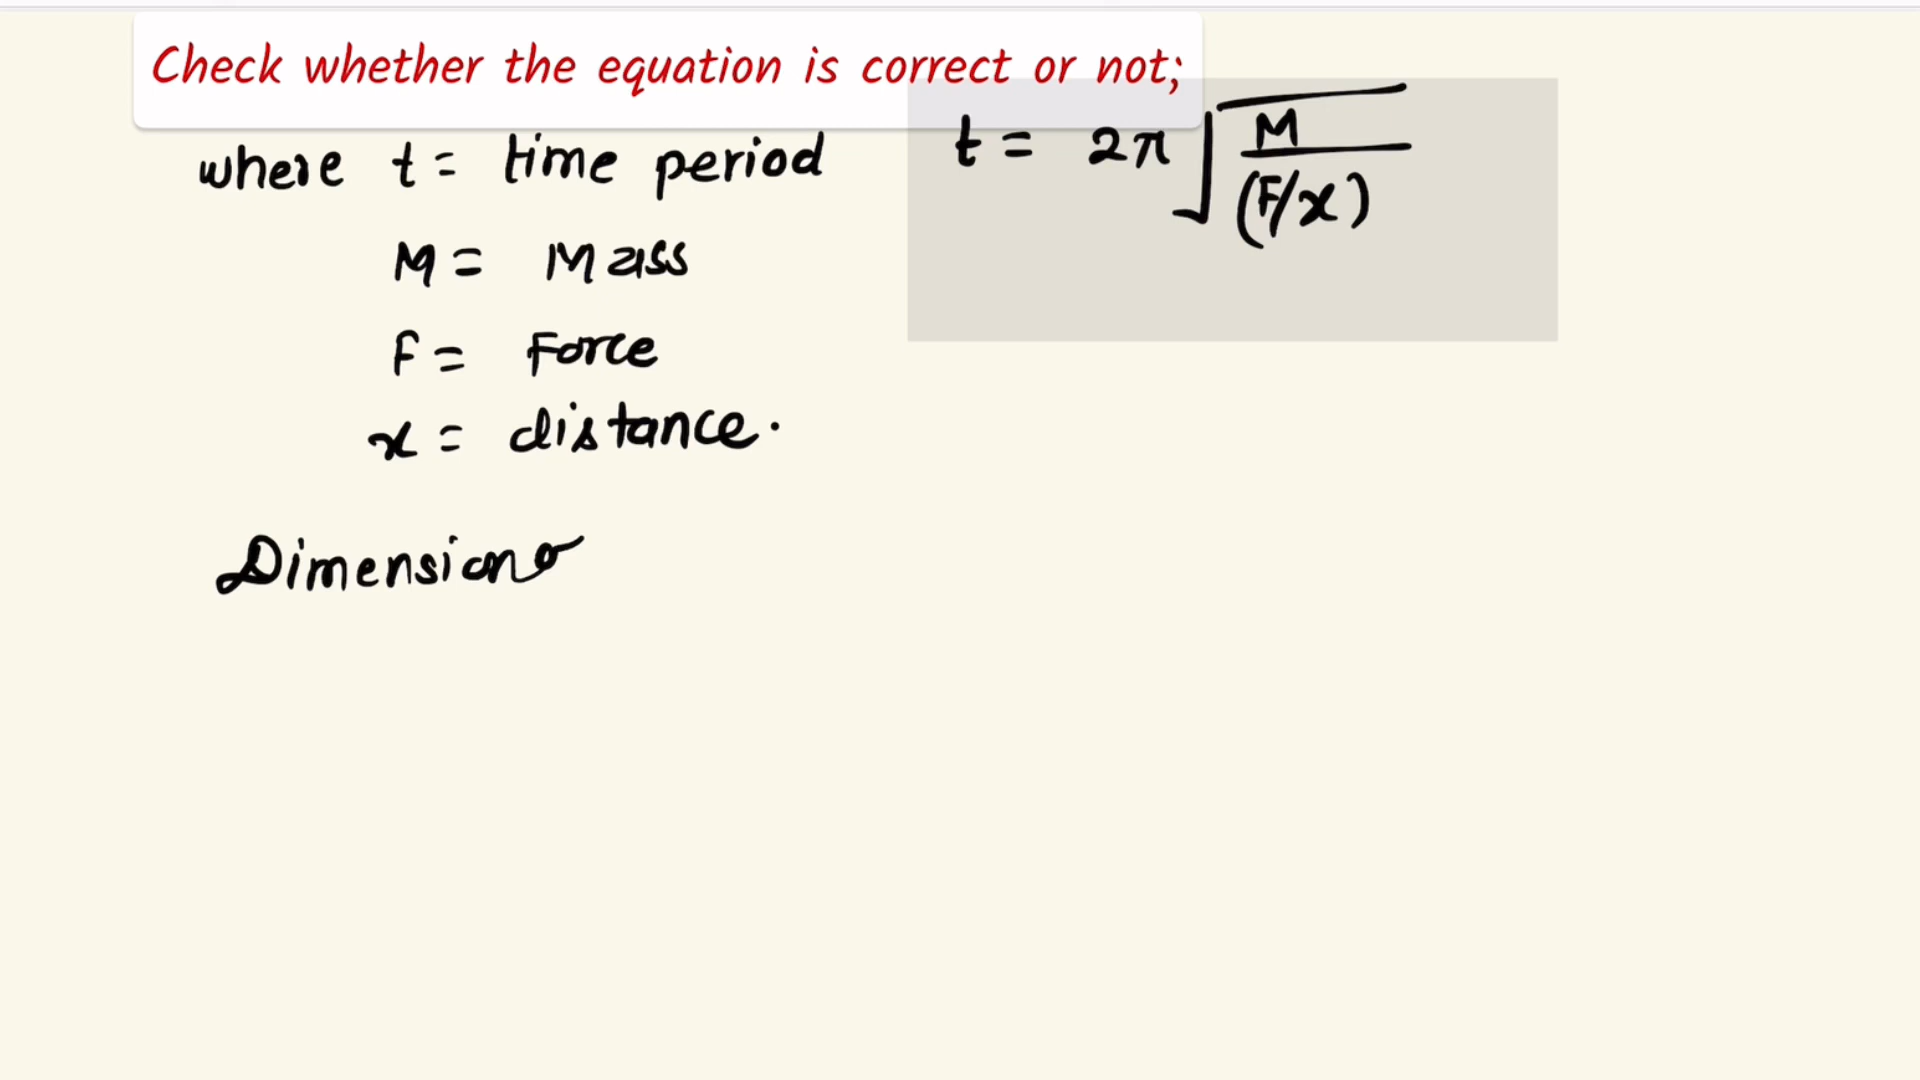 Check whether the equation is correct or not;
t = 2π √(M/(F/x))
where t = time period
M = Mass
F = Force
x = distance.
Dimension